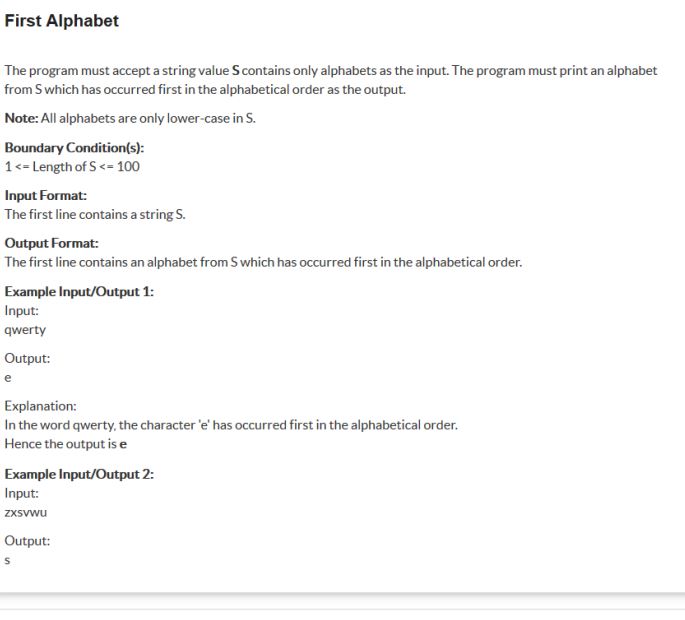 First Alphabet
The program must accept a string value S contains only alphabets as the input. The program must print an alphabet
from S which has occurred first in the alphabetical order as the output.
Note: All alphabets are only lower-case in S.
Boundary Condition(s):
1 <= Length of S <= 100
Input Format:
The first line contains a string S.
Output Format:
The first line contains an alphabet from S which has occurred first in the alphabetical order.
Example Input/Output 1:
Input:
qwerty
Output:
e
Explanation:
In the word qwerty, the character 'e' has occurred first in the alphabetical order.
Hence the output is e
Example Input/Output 2:
Input:
zxsvwu
Output:
s